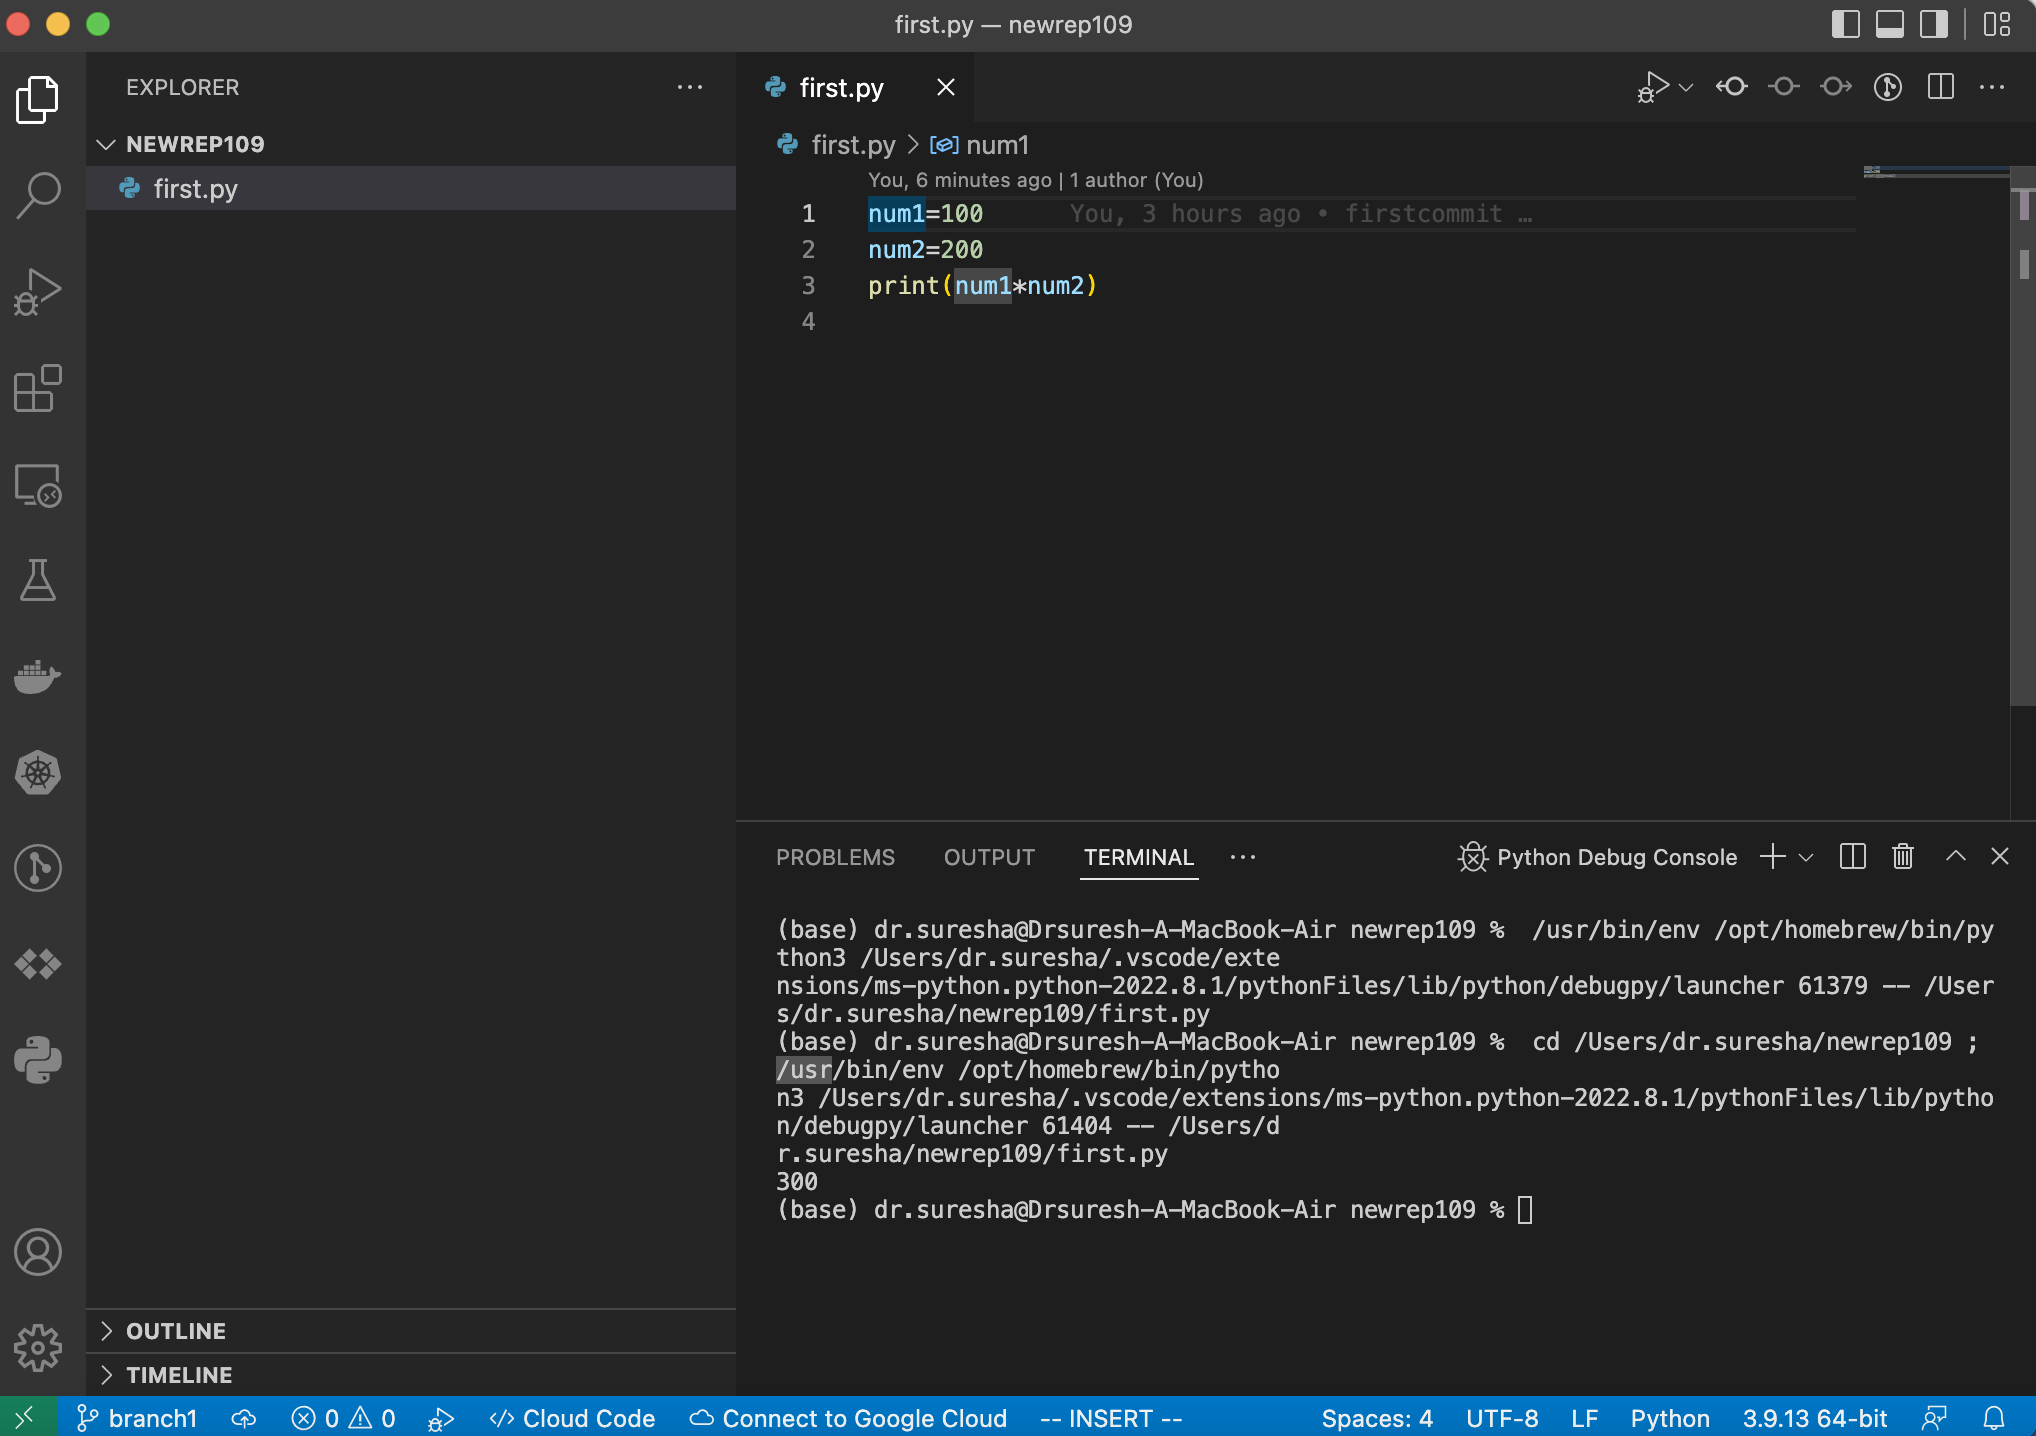 first.py — newrep109
EXPLORER
NEWREP109
first.py
first.py
first.py > num1
You, 6 minutes ago | 1 author (You)
1 num1=100 You, 3 hours ago • firstcommit …
2 num2=200
3 print(num1*num2)
4
PROBLEMS OUTPUT TERMINAL
Python Debug Console
(base) dr.suresha@Drsuresh-A-MacBook-Air newrep109 %  /usr/bin/env /opt/homebrew/bin/py
thon3 /Users/dr.suresha/.vscode/exte
nsions/ms-python.python-2022.8.1/pythonFiles/lib/python/debugpy/launcher 61379 -- /User
s/dr.suresha/newrep109/first.py
(base) dr.suresha@Drsuresh-A-MacBook-Air newrep109 %  cd /Users/dr.suresha/newrep109 ;
/usr/bin/env /opt/homebrew/bin/pytho
n3 /Users/dr.suresha/.vscode/extensions/ms-python.python-2022.8.1/pythonFiles/lib/pytho
n/debugpy/launcher 61404 -- /Users/d
r.suresha/newrep109/first.py
300
(base) dr.suresha@Drsuresh-A-MacBook-Air newrep109 %
OUTLINE
TIMELINE
branch1 0 0 Cloud Code Connect to Google Cloud -- INSERT -- Spaces: 4 UTF-8 LF Python 3.9.13 64-bit